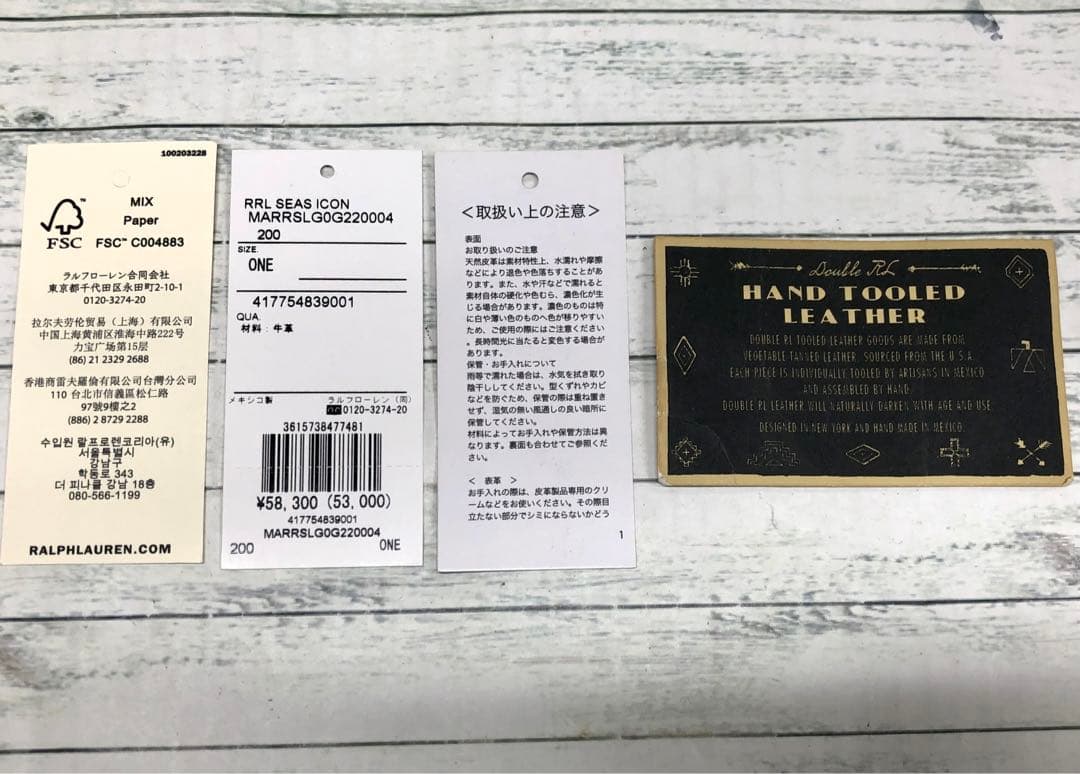 100203228
MIX
Paper
FSC
FSC™ C004883
ラルフローレン合同会社
東京都千代田区永田町2-10-1
0120-3274-20
拉尔夫劳伦贸易（上海）有限公司
中国上海黄浦区淮海中路222号
力宝广场第15层
(86) 21 2329 2688
香港商雷夫羅倫有限公司台灣分公司
110 台北市信義區松仁路
97號9樓之2
(886) 2 8729 2288
수입원 랄프로렌코리아(유)
서울특별시
강남구
테헤란로 343
더 피나클 강남 18층
080-566-1199
RALPHLAUREN.COM
RRL SEAS ICON
MARRSLG0G220004
200
SIZE.
ONE
417754839001
QUA.
材料：牛革
メキシコ製
ラルフローレン（同）
0120-3274-20
3615738477481
¥58,300 (53,000)
417754839001
MARRSLG0G220004
200
ONE
＜取扱い上の注意＞
表面
お取り扱いのご注意
天然皮革は素材特性上、水濡れや摩擦
などにより退色や色落ちすることがあり
ます。また、水や汗などで濡れると
素材自体の硬化や色むら、濃色化が生
じる場合があります。濃色のものは特
に白や薄い色のものへ色が移りやすい
ため、ご使用の際にはご注意ください
。長時間光に当たると変色する場合が
あります。
保管・お手入れについて
雨等で濡れた場合は、水気を拭き取り
陰干ししてください。型くずれやカビ
などを防ぐため、保管の際は重ね置き
せず、湿気の無い風通しの良い暗所に
保管してください。
材料によってお手入れや保管方法は異
なります。裏面も合わせてご参照くだ
さい。
＜ 表革 ＞
お手入れの際は、皮革製品専用のクリ
ームなどをお使いください。その際目
立たない部分でシミにならないかどう
1
Double RL
HAND TOOLED
LEATHER
DOUBLE RL TOOLED LEATHER GOODS ARE MADE FROM
VEGETABLE TANNED LEATHER, SOURCED FROM THE U.S.A.
EACH PIECE IS INDIVIDUALLY TOOLED BY ARTISANS IN MEXICO
AND ASSEMBLED BY HAND.
DOUBLE RL LEATHER WILL NATURALLY DARKEN WITH AGE AND USE.
DESIGNED IN NEW YORK AND HAND MADE IN MEXICO.